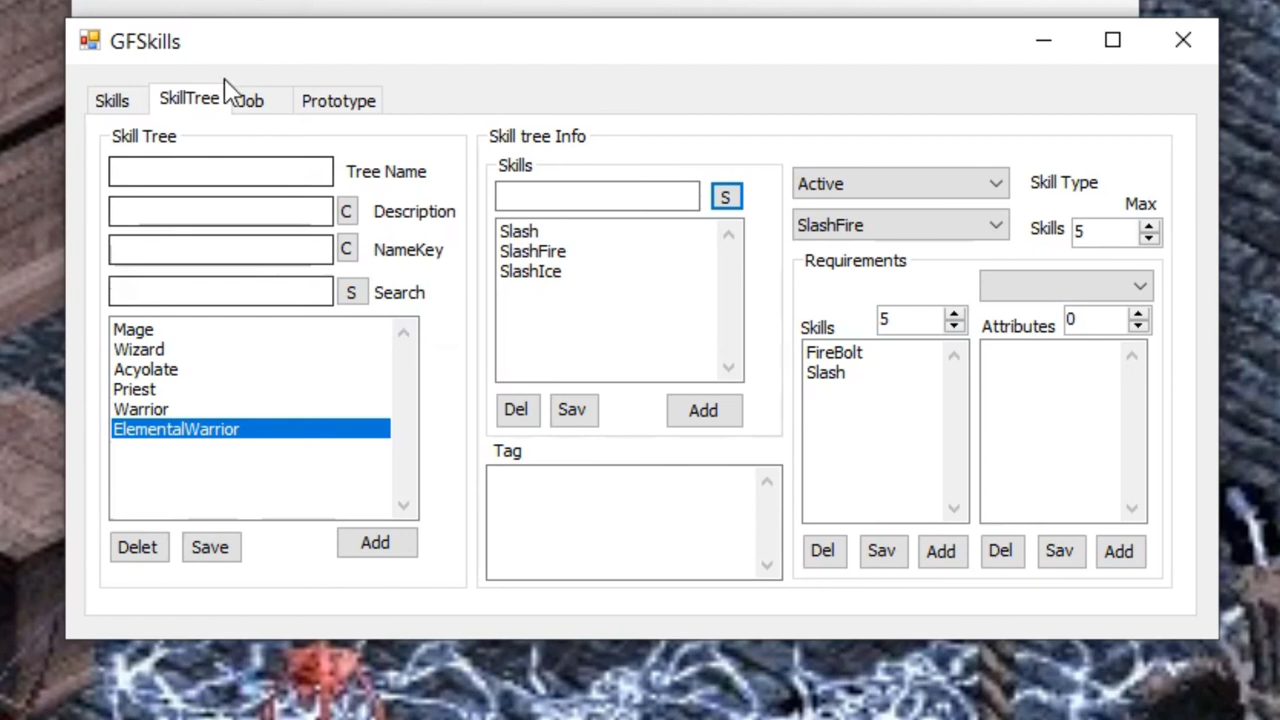 GFSkills
Skills
SkillTree
Job
Prototype
Skill Tree
Tree Name
C
Description
C
NameKey
S
Search
Mage
Wizard
Acyolate
Priest
Warrior
ElementalWarrior
Delet
Save
Add
Skill tree Info
Skills
S
Slash
SlashFire
SlashIce
Del
Sav
Add
Tag
Active
Skill Type
SlashFire
Max
Skills
5
Requirements
Skills
5
Attributes
0
FireBolt
Slash
Del
Sav
Add
Del
Sav
Add